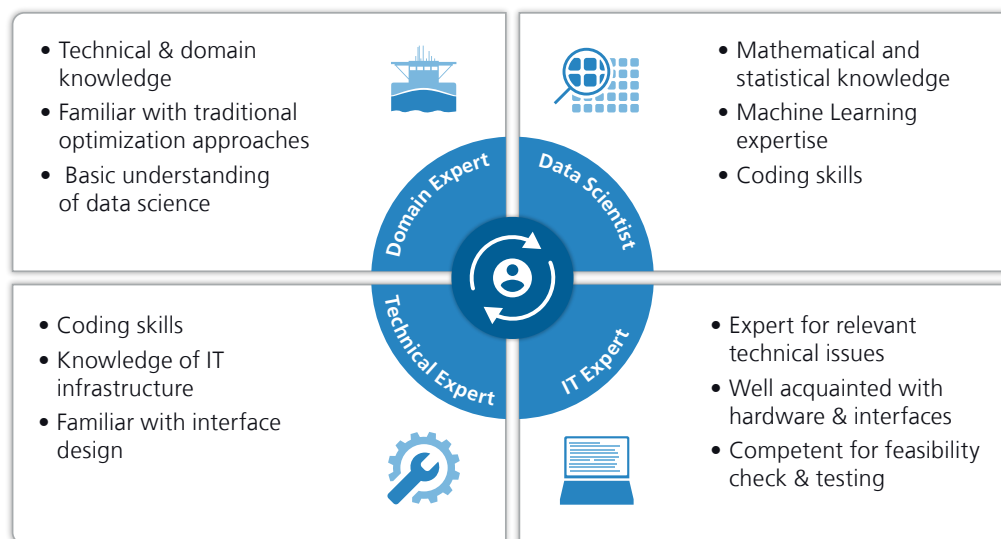 • Technical & domain
knowledge
• Familiar with traditional
optimization approaches
• Basic understanding
of data science
• Mathematical and
statistical knowledge
• Machine Learning
expertise
• Coding skills
Domain Expert
Data Scientist
Technical Expert
IT Expert
• Coding skills
• Knowledge of IT
infrastructure
• Familiar with interface
design
• Expert for relevant
technical issues
• Well acquainted with
hardware & interfaces
• Competent for feasibility
check & testing